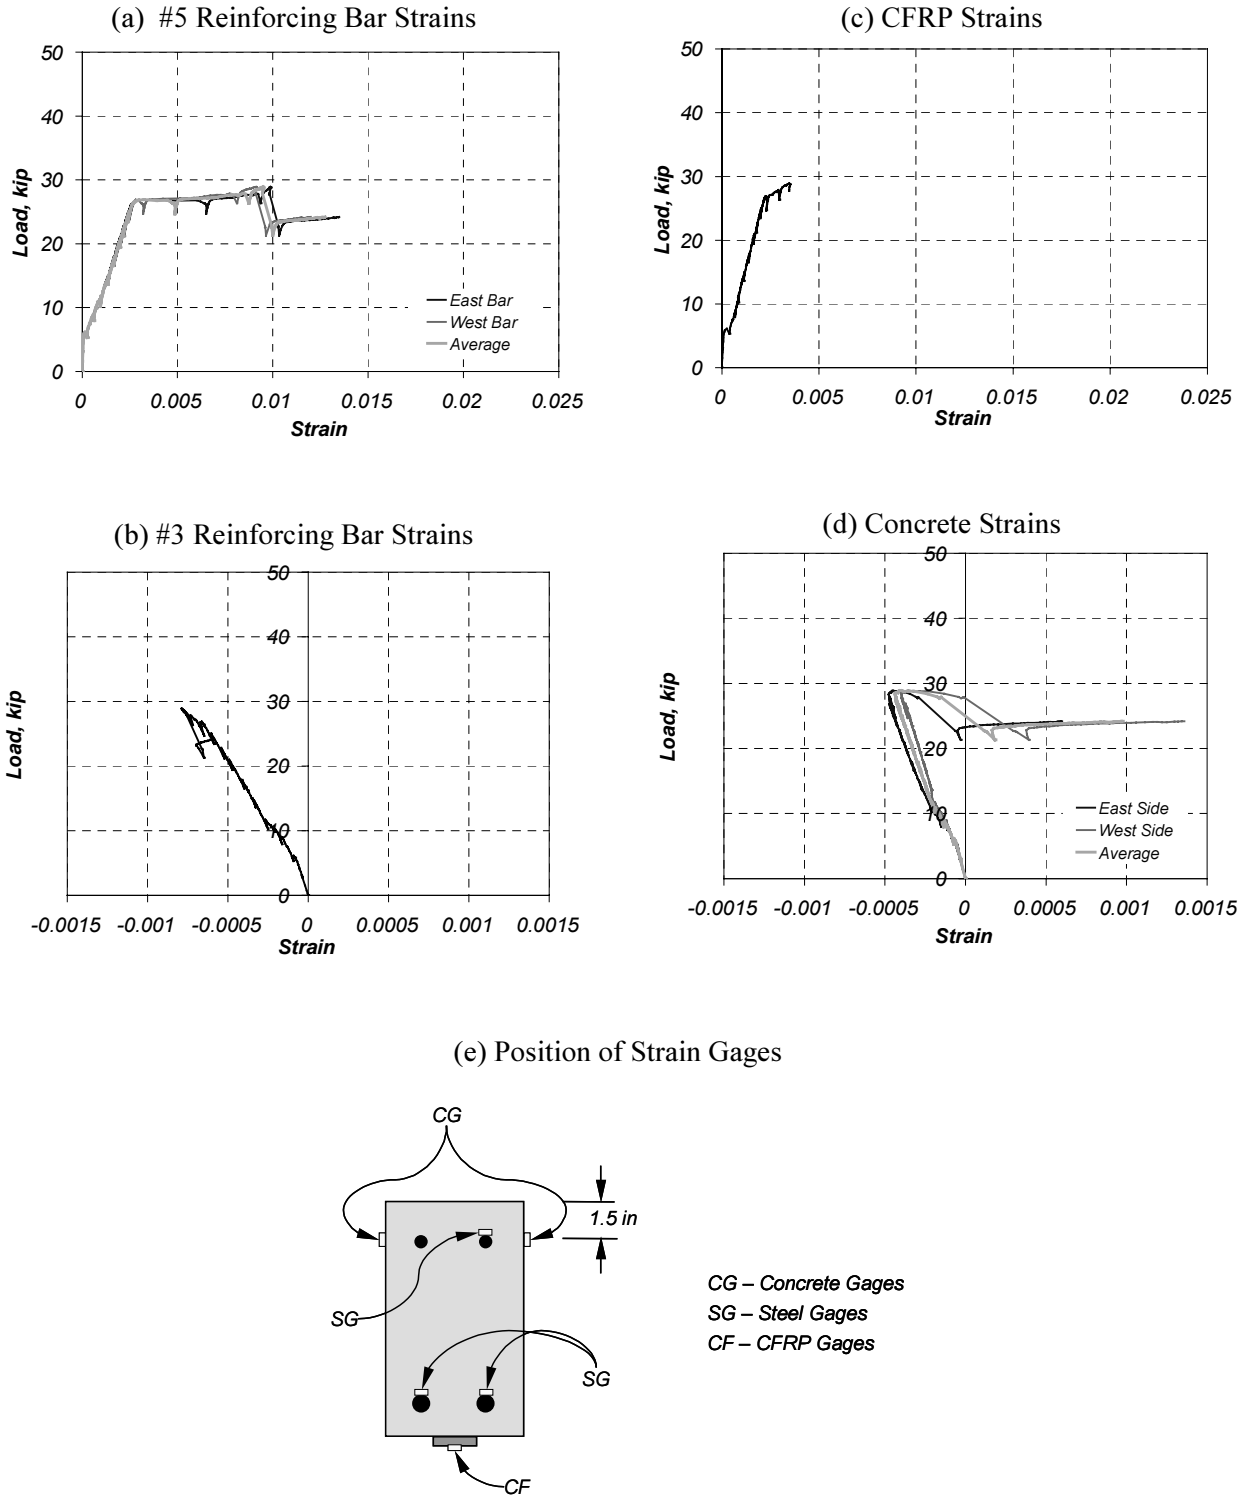 (a) #5 Reinforcing Bar Strains
50
40
30
20
10
0
Load, kip
East Bar
West Bar
Average
0 0.005 0.01 0.015 0.02 0.025
Strain
(c) CFRP Strains
50
40
30
20
10
0
Load, kip
0 0.005 0.01 0.015 0.02 0.025
Strain
(b) #3 Reinforcing Bar Strains
50
40
30
20
10
0
Load, kip
-0.0015 -0.001 -0.0005 0 0.0005 0.001 0.0015
Strain
(d) Concrete Strains
50
40
30
20
10
0
Load, kip
East Side
West Side
Average
-0.0015 -0.001 -0.0005 0 0.0005 0.001 0.0015
Strain
(e) Position of Strain Gages
CG
1.5 in
SG
SG
CF
CG – Concrete Gages
SG – Steel Gages
CF – CFRP Gages